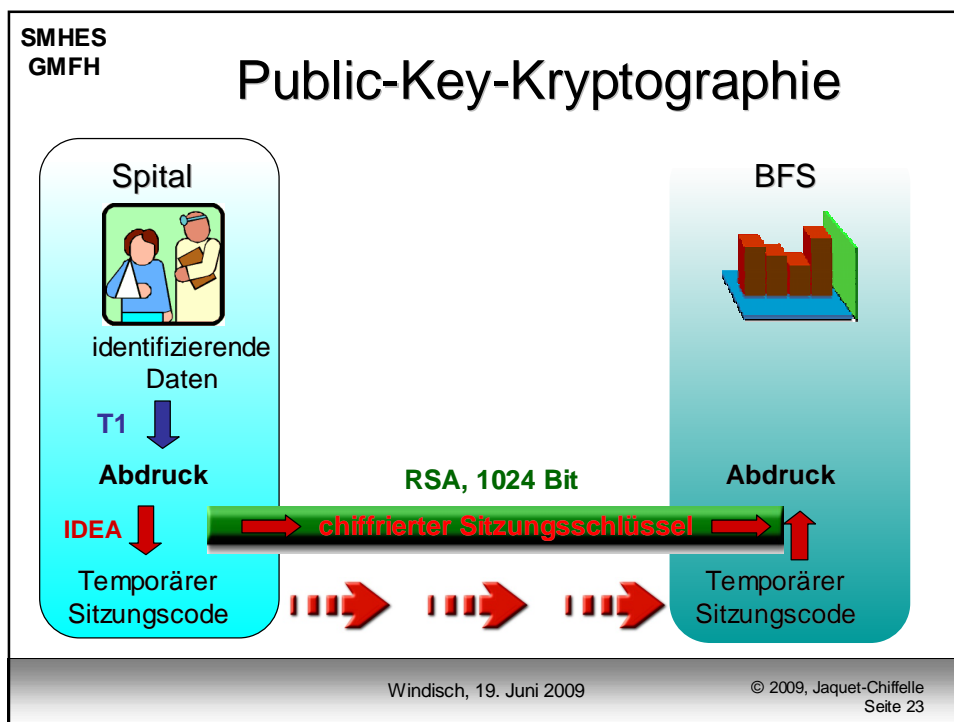 SMHES
GMFH
Public-Key-Kryptographie
Spital
identifizierende
Daten
T1
Abdruck
IDEA
Temporärer
Sitzungscode
RSA, 1024 Bit
chiffrierter Sitzungsschlüssel
BFS
Abdruck
Temporärer
Sitzungscode
Windisch, 19. Juni 2009
© 2009, Jaquet-Chiffelle
Seite 23